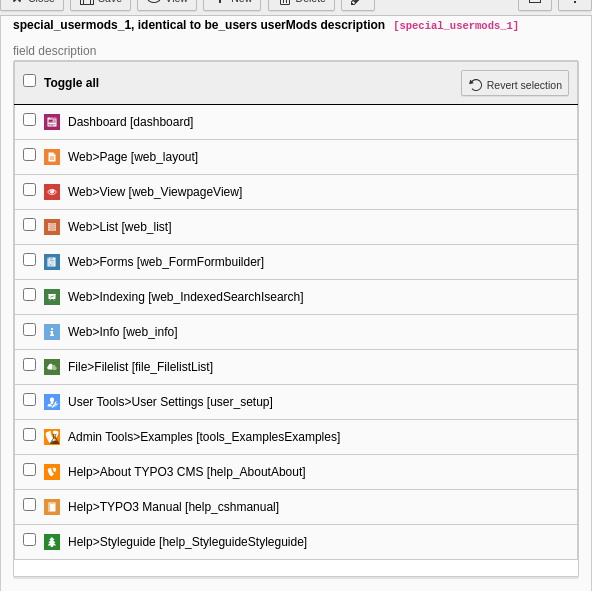 Close Save View New Delete
special_usermods_1, identical to be_users userMods description [special_usermods_1]
field description
Toggle all Revert selection
Dashboard [dashboard]
Web>Page [web_layout]
Web>View [web_ViewpageView]
Web>List [web_list]
Web>Forms [web_FormFormbuilder]
Web>Indexing [web_IndexedSearchIsearch]
Web>Info [web_info]
File>Filelist [file_FilelistList]
User Tools>User Settings [user_setup]
Admin Tools>Examples [tools_ExamplesExamples]
Help>About TYPO3 CMS [help_AboutAbout]
Help>TYPO3 Manual [help_cshmanual]
Help>Styleguide [help_StyleguideStyleguide]